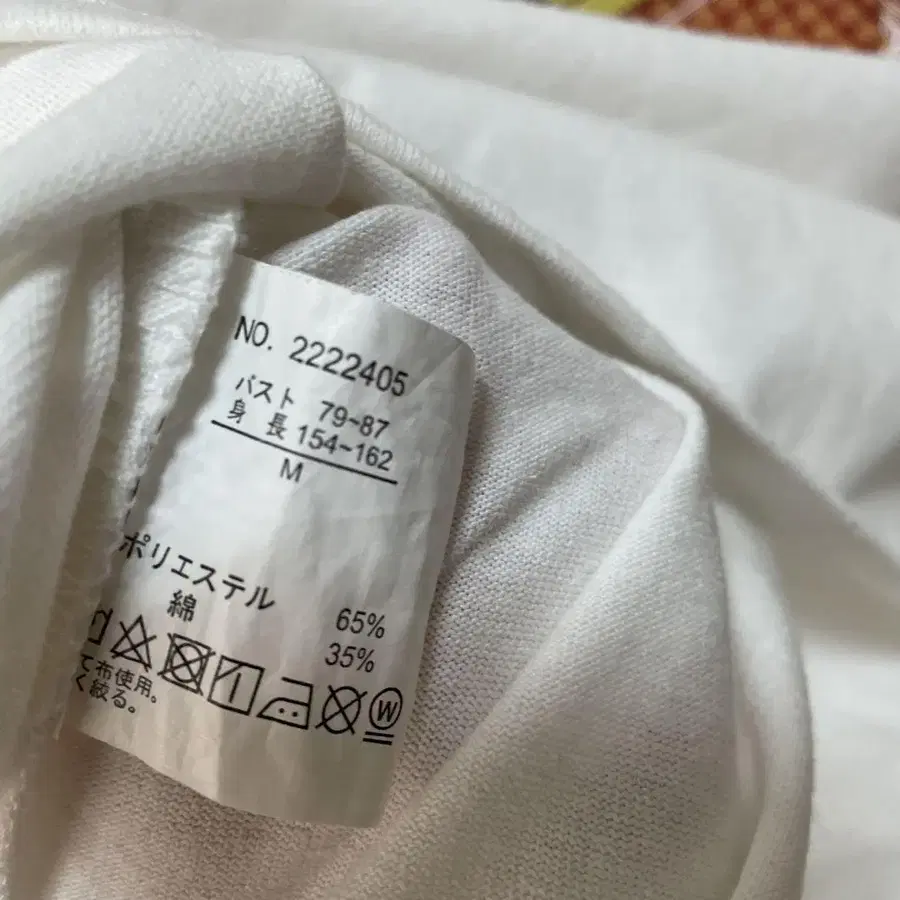 NO. 2222405
バスト 79~87
身長 154~162
M
ポリエステル 65%
綿 35%
W
て布使用。
く絞る。